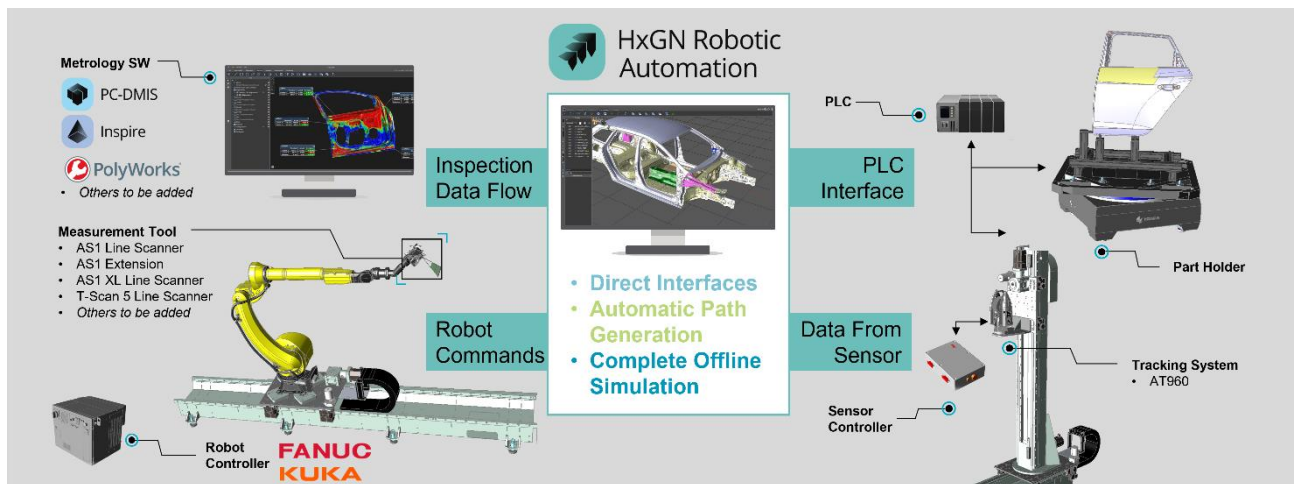 HxGN Robotic
Automation
Metrology SW
PC-DMIS
Inspire
PolyWorks
• Others to be added
Inspection
Data Flow
PLC
Interface
PLC
Part Holder
Measurement Tool
• AS1 Line Scanner
• AS1 Extension
• AS1 XL Line Scanner
• T-Scan 5 Line Scanner
• Others to be added
• Direct Interfaces
• Automatic Path
Generation
• Complete Offline
Simulation
Robot
Commands
Data From
Sensor
Tracking System
• AT960
Sensor
Controller
Robot
Controller
FANUC
KUKA